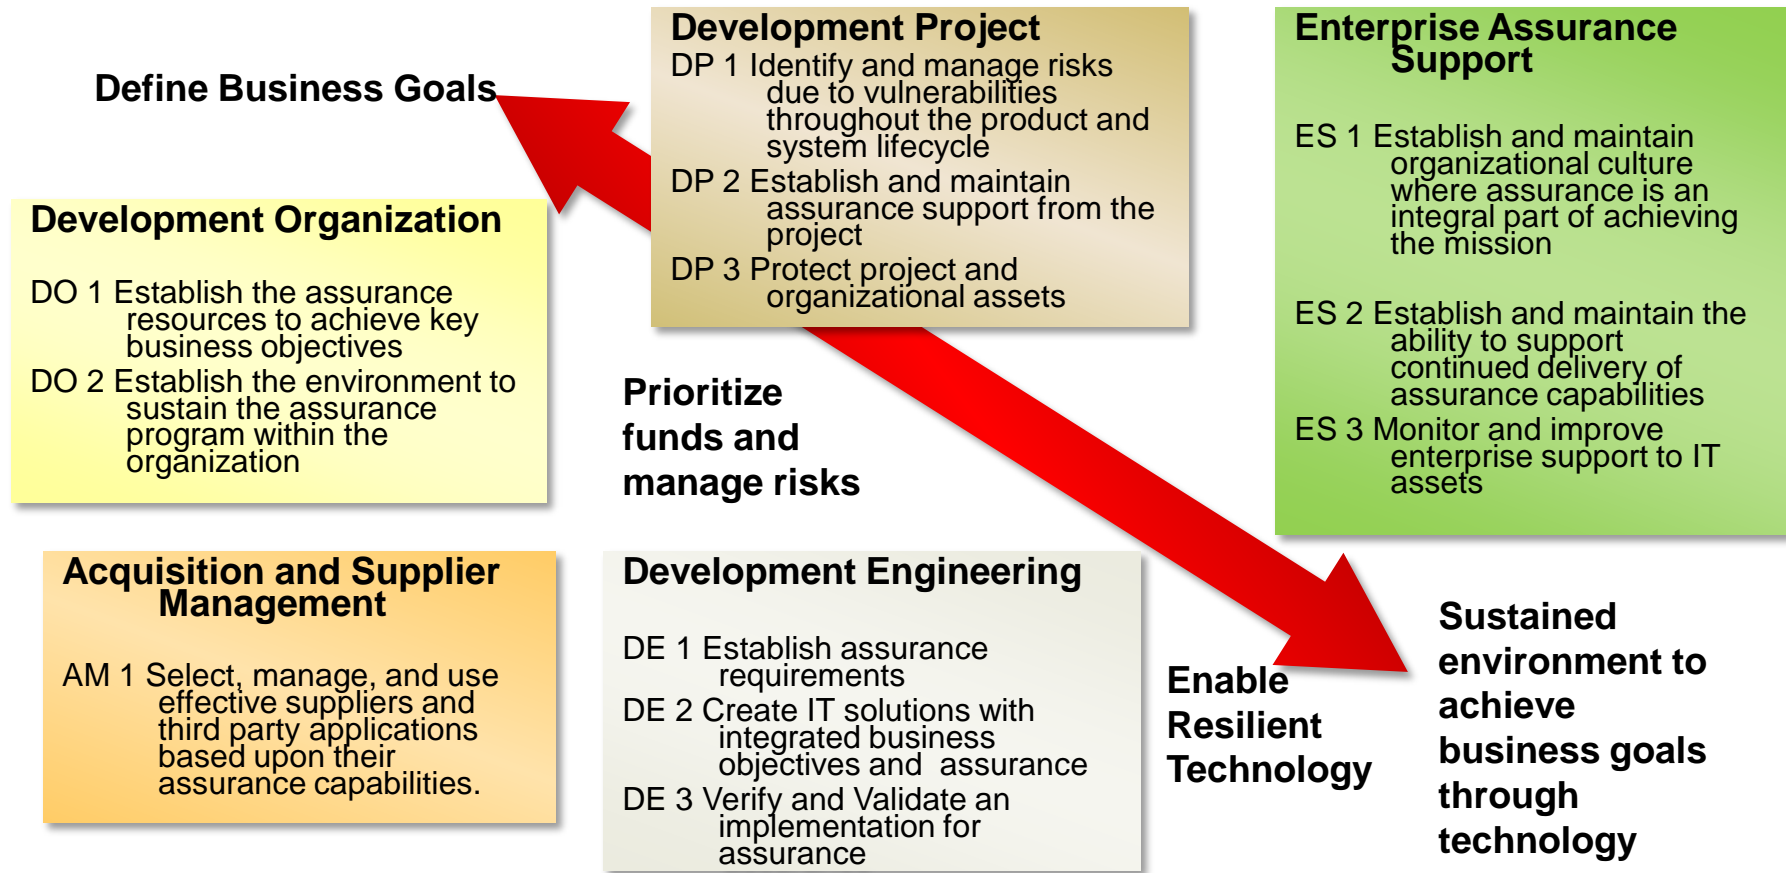 Define Business Goals
Development Organization
DO 1 Establish the assurance
resources to achieve key
business objectives
DO 2 Establish the environment to
sustain the assurance
program within the
organization
Acquisition and Supplier
Management
AM 1 Select, manage, and use
effective suppliers and
third party applications
based upon their
assurance capabilities.
Development Project
DP 1 Identify and manage risks
due to vulnerabilities
throughout the product and
system lifecycle
DP 2 Establish and maintain
assurance support from the
project
DP 3 Protect project and
organizational assets
Prioritize
funds and
manage risks
Development Engineering
DE 1 Establish assurance
requirements
DE 2 Create IT solutions with
integrated business
objectives and  assurance
DE 3 Verify and Validate an
implementation for
assurance
Enterprise Assurance
Support
ES 1 Establish and maintain
organizational culture
where assurance is an
integral part of achieving
the mission
ES 2 Establish and maintain the
ability to support
continued delivery of
assurance capabilities
ES 3 Monitor and improve
enterprise support to IT
assets
Enable
Resilient
Technology
Sustained
environment to
achieve
business goals
through
technology